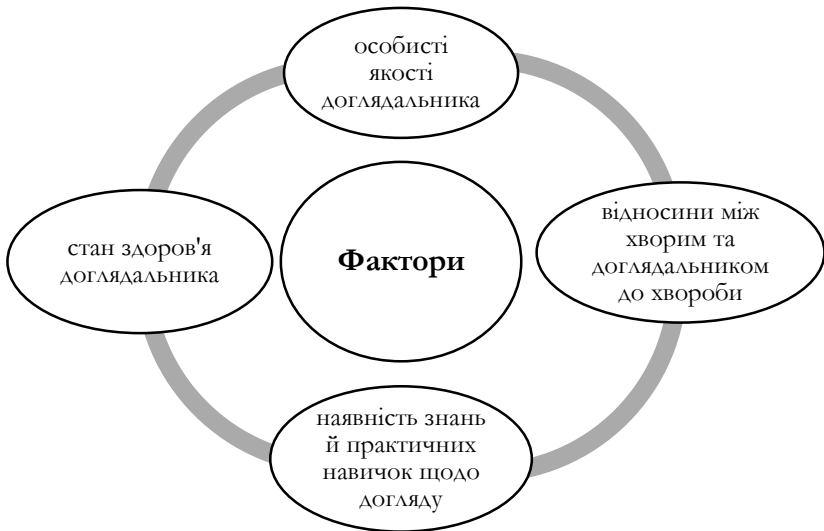 особисті
якості
доглядальника
стан здоров'я
доглядальника
Фактори
відносини між
хворим та
доглядальником
до хвороби
наявність знань
й практичних
навичок щодо
догляду